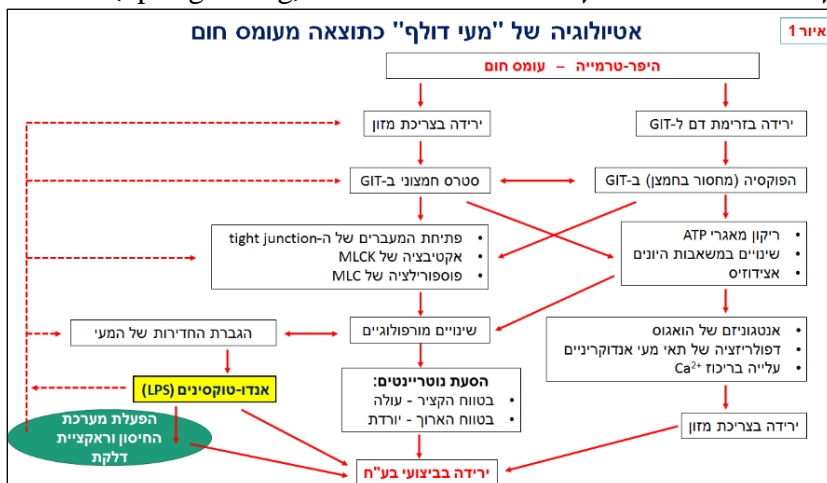 אטיולוגיה של "מעי דולף" כתוצאה מעומס חום
איור 1
היפר-טרמייה – עומס חום
ירידה בזרימת דם ל-GIT
ירידה בצריכת מזון
הפוקסיה (מחסור בחמצן) ב-GIT
סטרס חמצוני ב-GIT
• ריקון מאגרי ATP
• שינויים במשאבות היונים
• אצידוזיס
• פתיחת המעברים של ה-tight junction
• אקטיבציה של MLCK
• פוספורילציה של MLC
• אנטגוניזם של הואגוס
• דפולריזציה של תאי מעי אנדוקריניים
• עלייה בריכוז Ca²⁺
שינויים מורפולוגיים
הגברת החדירות של המעי
הסעת נוטריינטים:
• בטווח הקציר - עולה
• בטווח הארוך - יורדת
אנדו-טוקסינים (LPS)
הפעלת מערכת
החיסון וראקציית
דלקת
ירידה בצריכת מזון
ירידה בביצועי בע"ח